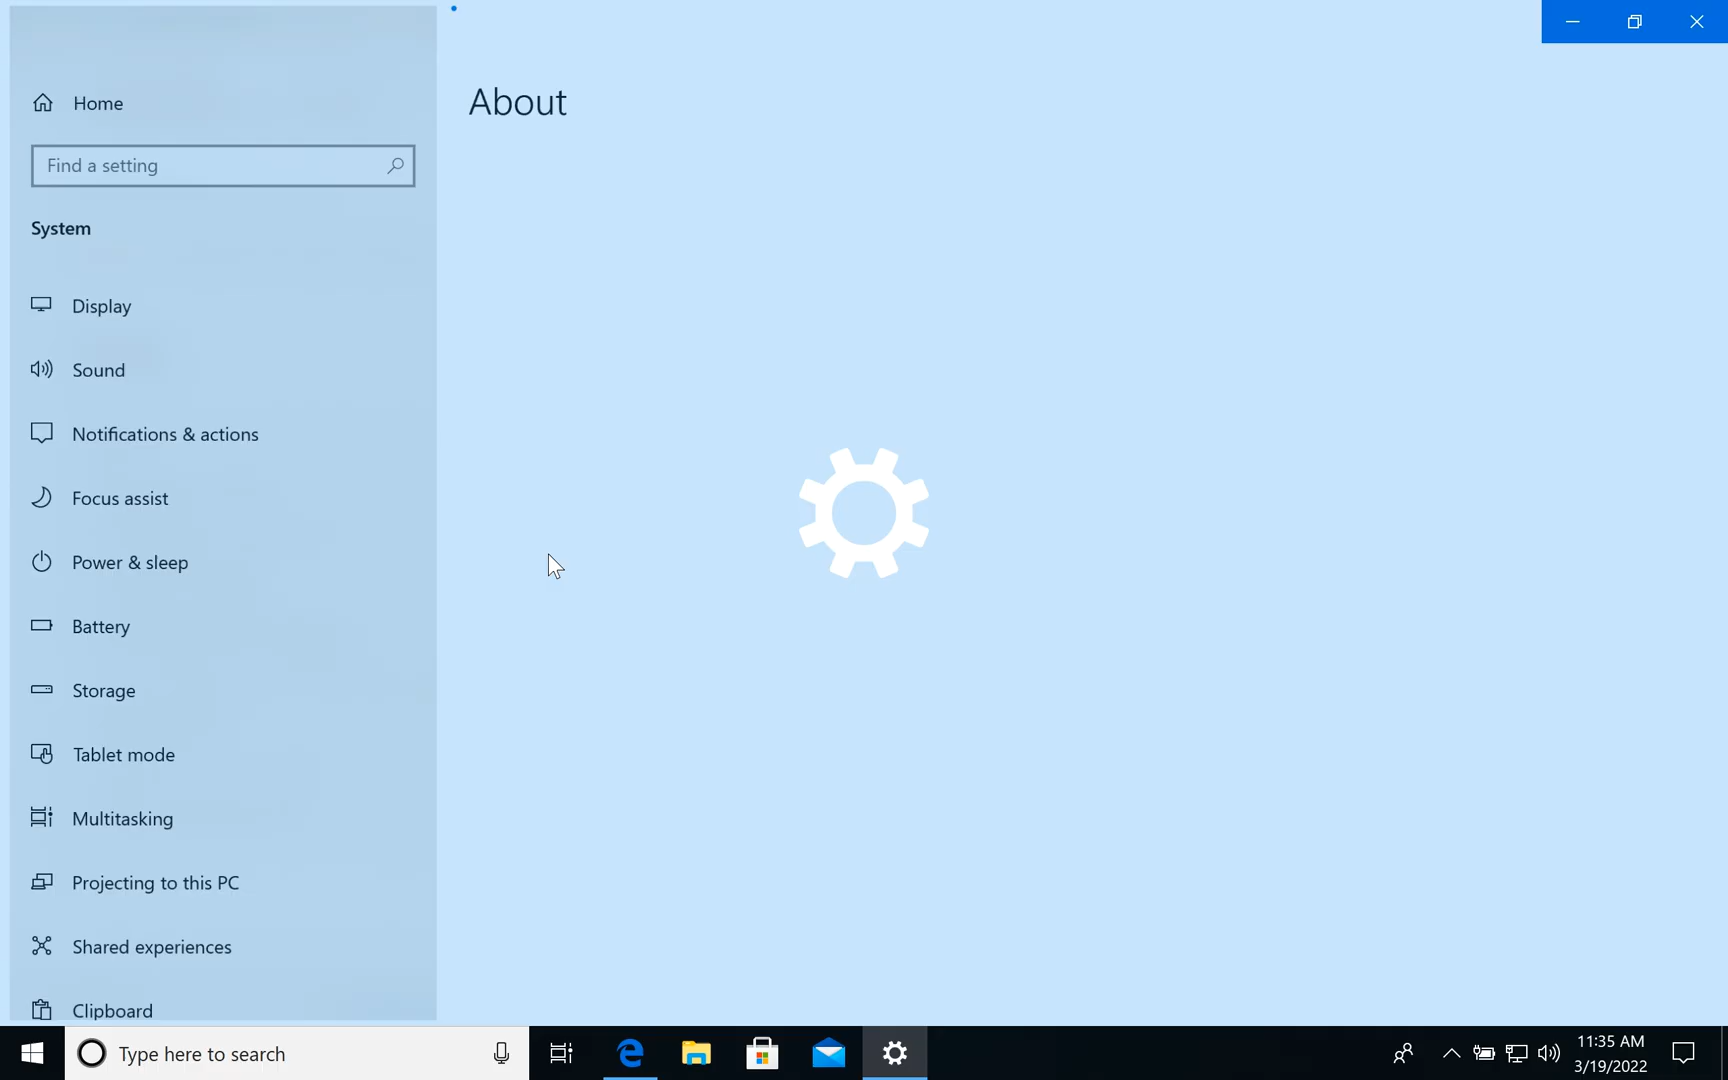 Home
About
Find a setting
System
Display
Sound
Notifications & actions
Focus assist
Power & sleep
Battery
Storage
Tablet mode
Multitasking
Projecting to this PC
Shared experiences
Clipboard
Type here to search
11:35 AM
3/19/2022